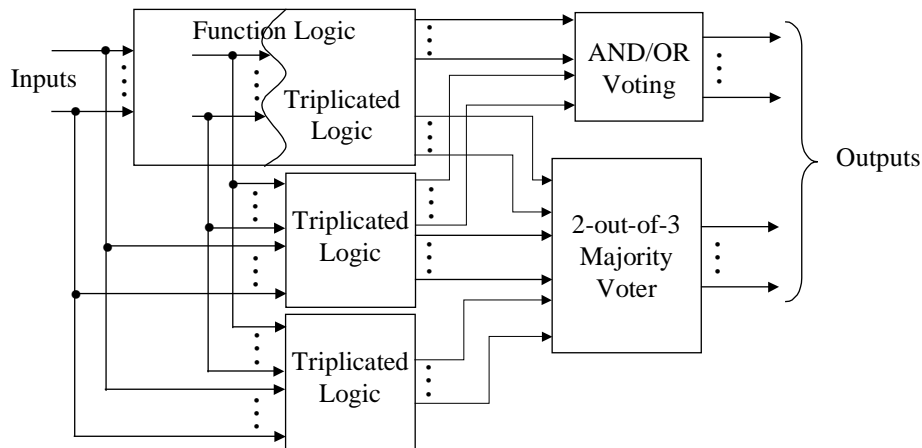 Function Logic
Inputs
Triplicated
Logic
AND/OR
Voting
Outputs
Triplicated
Logic
2-out-of-3
Majority
Voter
Triplicated
Logic